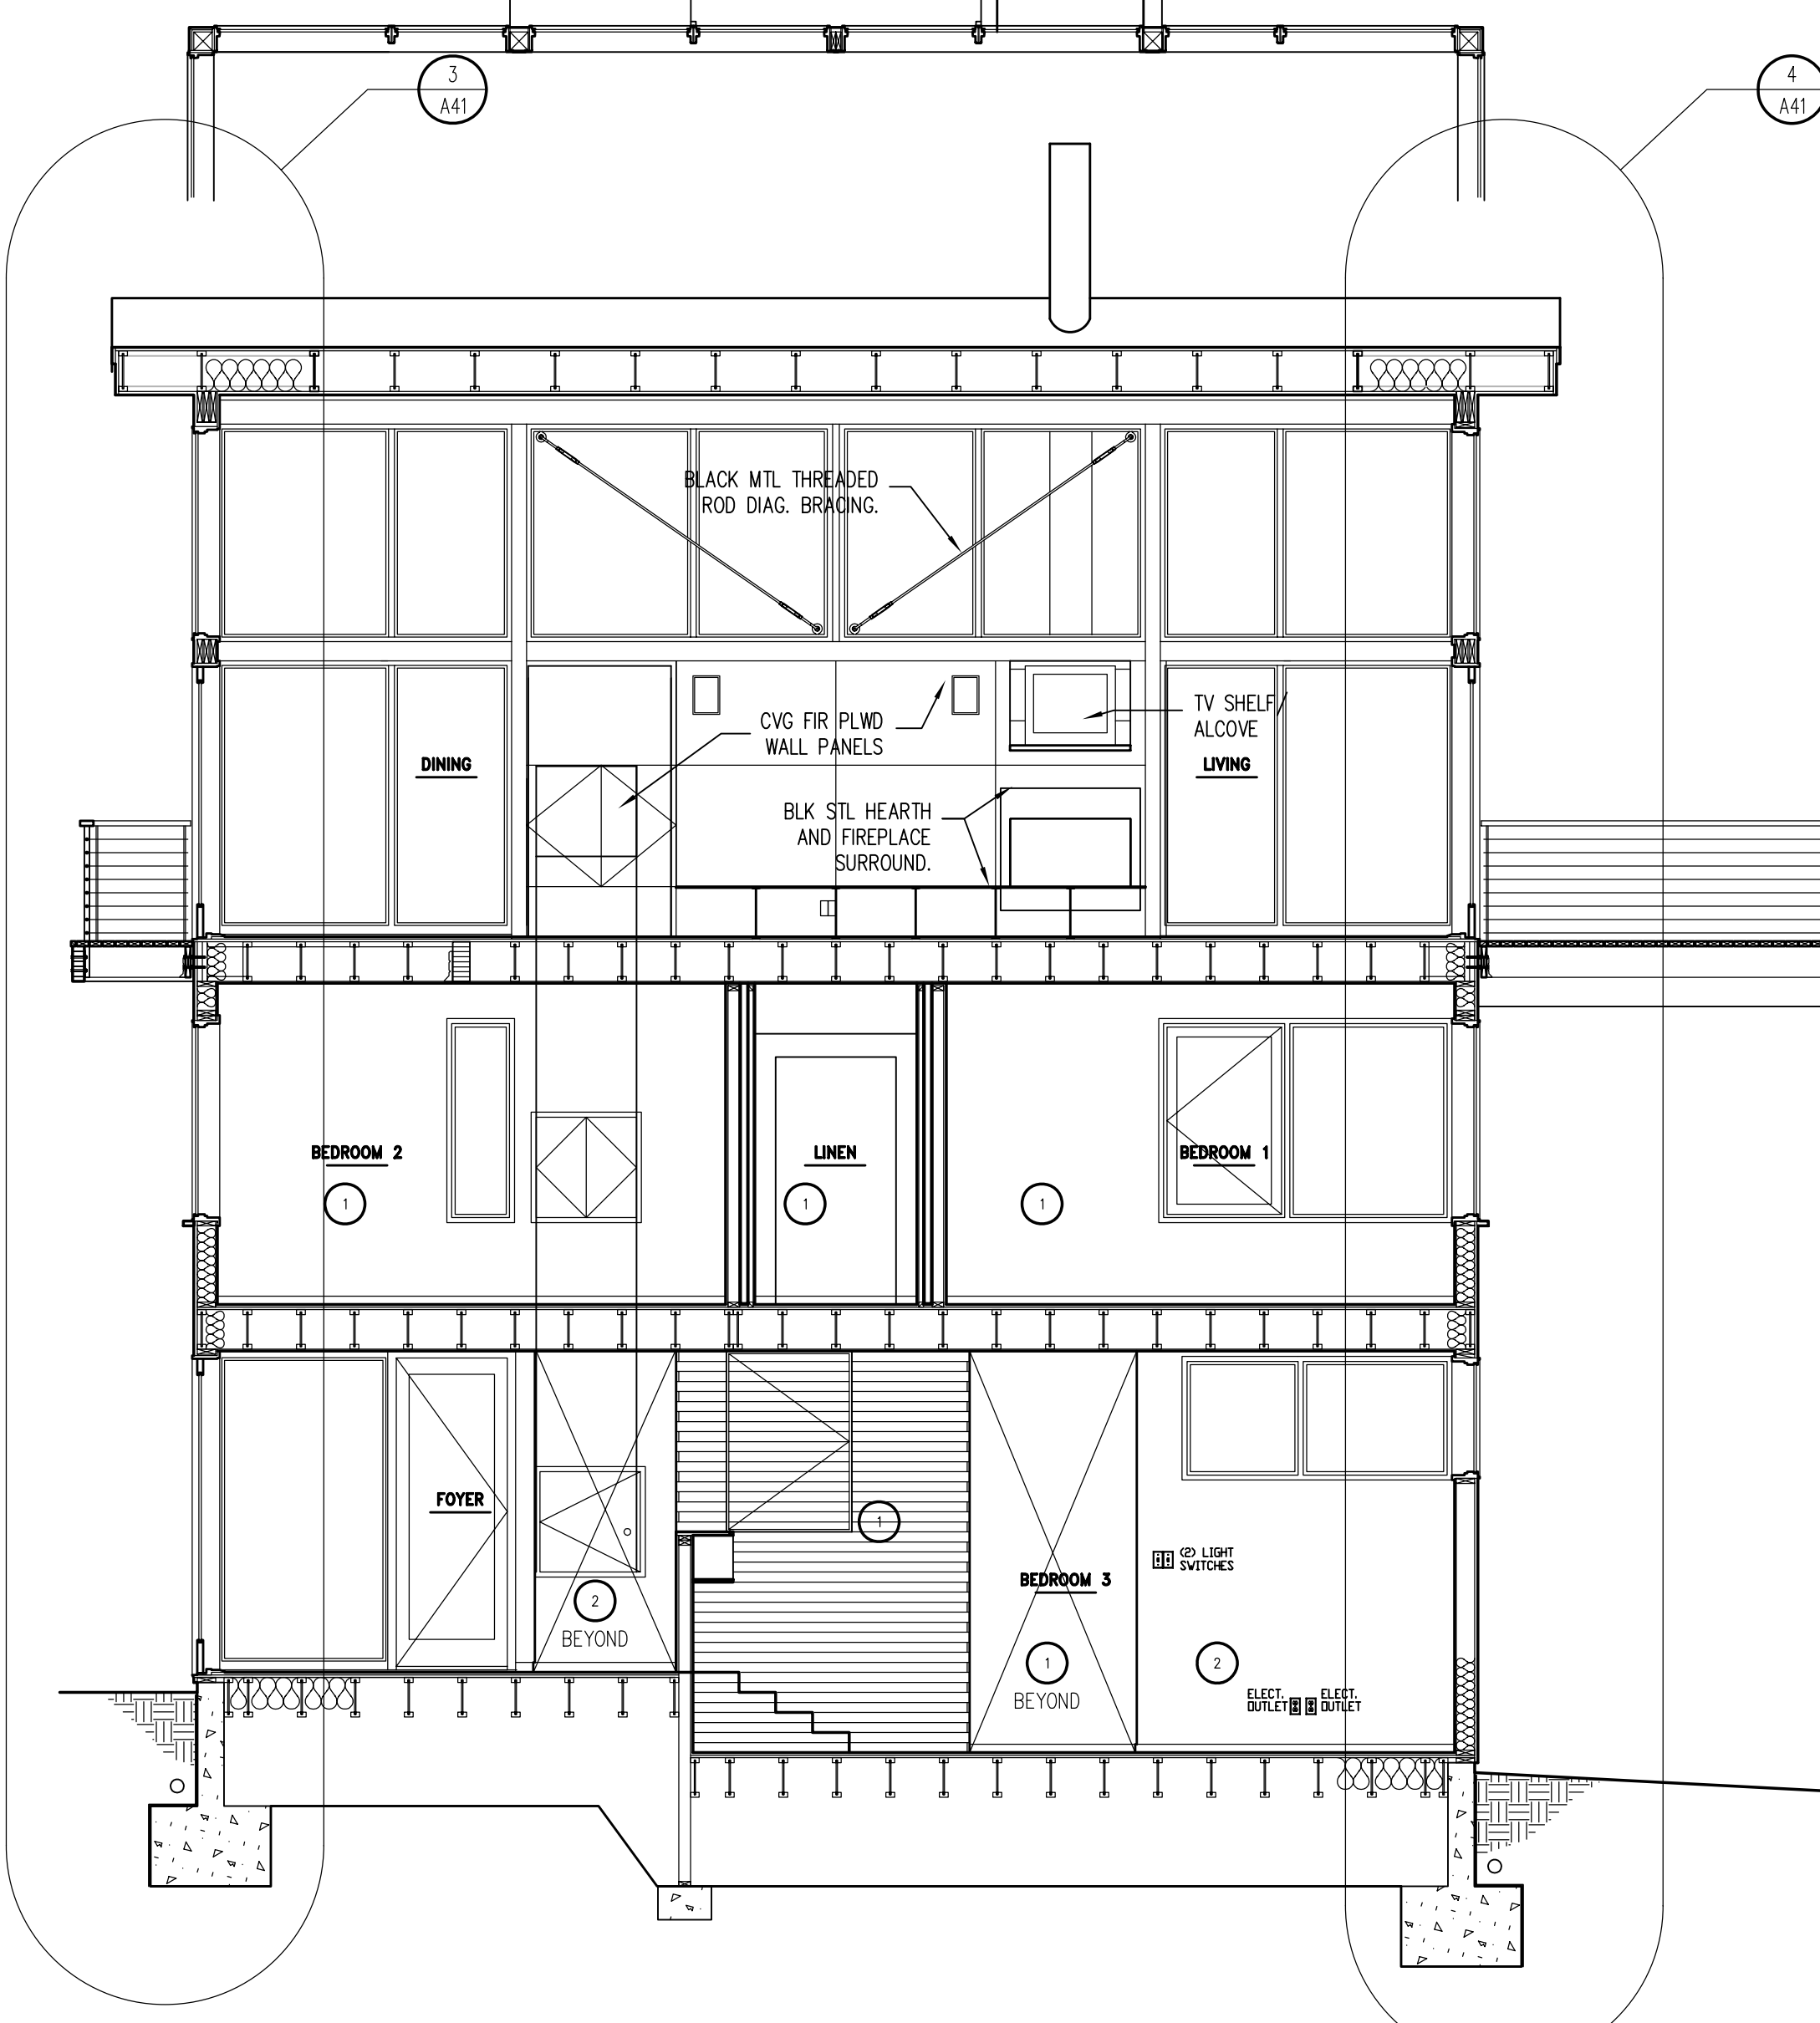 3
A41
4
A41
BLACK MTL THREADED
ROD DIAG. BRACING.
CVG FIR PLWD
WALL PANELS
TV SHELF
ALCOVE
DINING
LIVING
BLK STL HEARTH
AND FIREPLACE
SURROUND.
BEDROOM 2
LINEN
BEDROOM 1
1
1
1
FOYER
1
(2) LIGHT
SWITCHES
BEDROOM 3
2
BEYOND
1
BEYOND
2
ELECT.
OUTLET
ELECT.
OUTLET